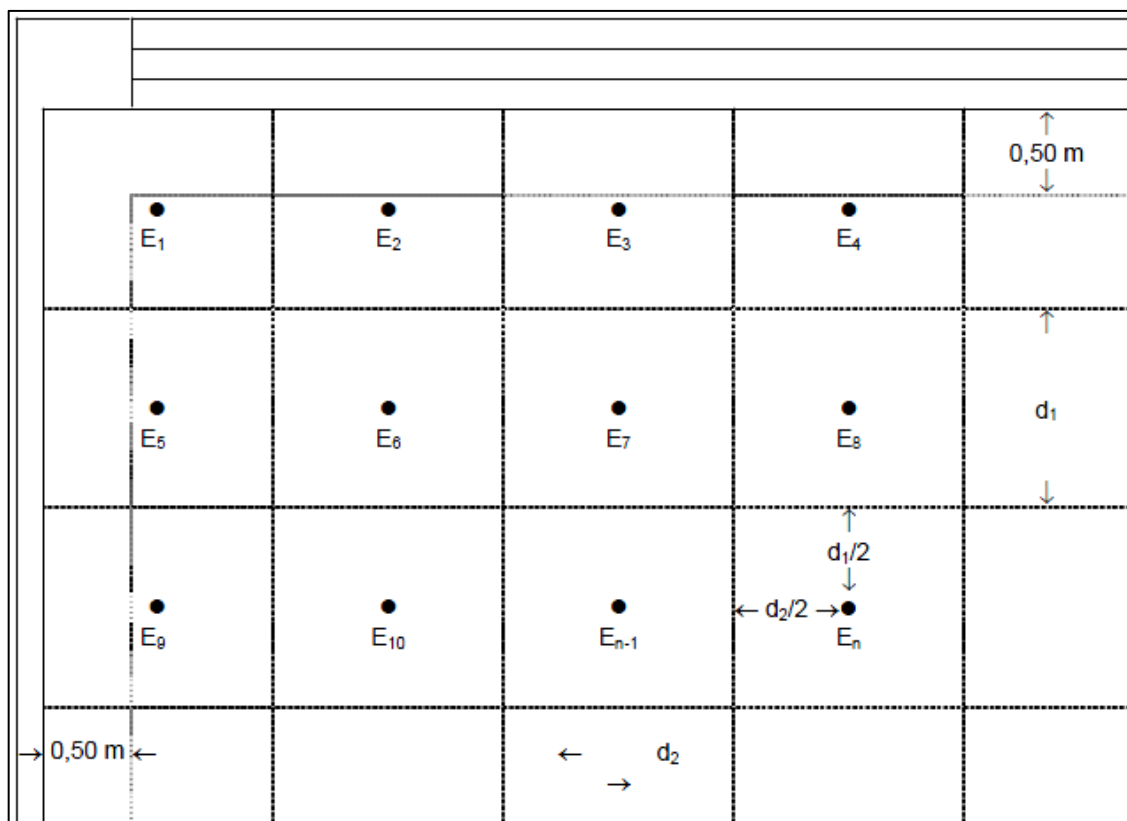 0,50 m
E₁ E₂ E₃ E₄
d₁
E₅ E₆ E₇ E₈
d₁/2
d₂/2
E₉ E₁₀ Eₙ₋₁ Eₙ
0,50 m d₂